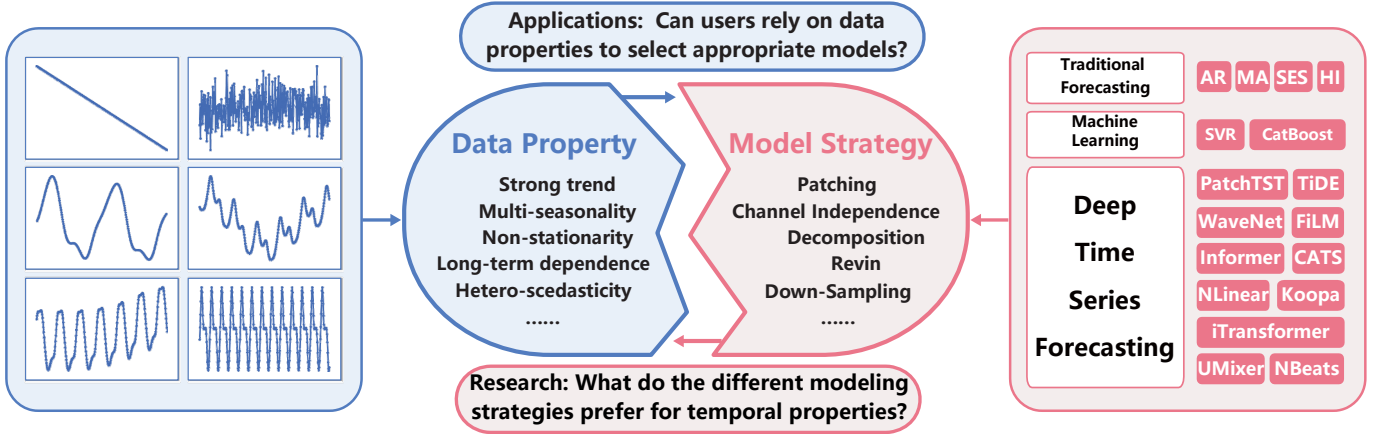 Applications: Can users rely on data
properties to select appropriate models?
Data Property
Strong trend
Multi-seasonality
Non-stationarity
Long-term dependence
Hetero-scedasticity
......
Model Strategy
Patching
Channel Independence
Decomposition
Revin
Down-Sampling
......
Research: What do the different modeling
strategies prefer for temporal properties?
Traditional
Forecasting
AR MA SES HI
Machine
Learning
SVR CatBoost
Deep
Time
Series
Forecasting
PatchTST TiDE
WaveNet FiLM
Informer CATS
NLinear Koopa
iTransformer
UMixer NBeats